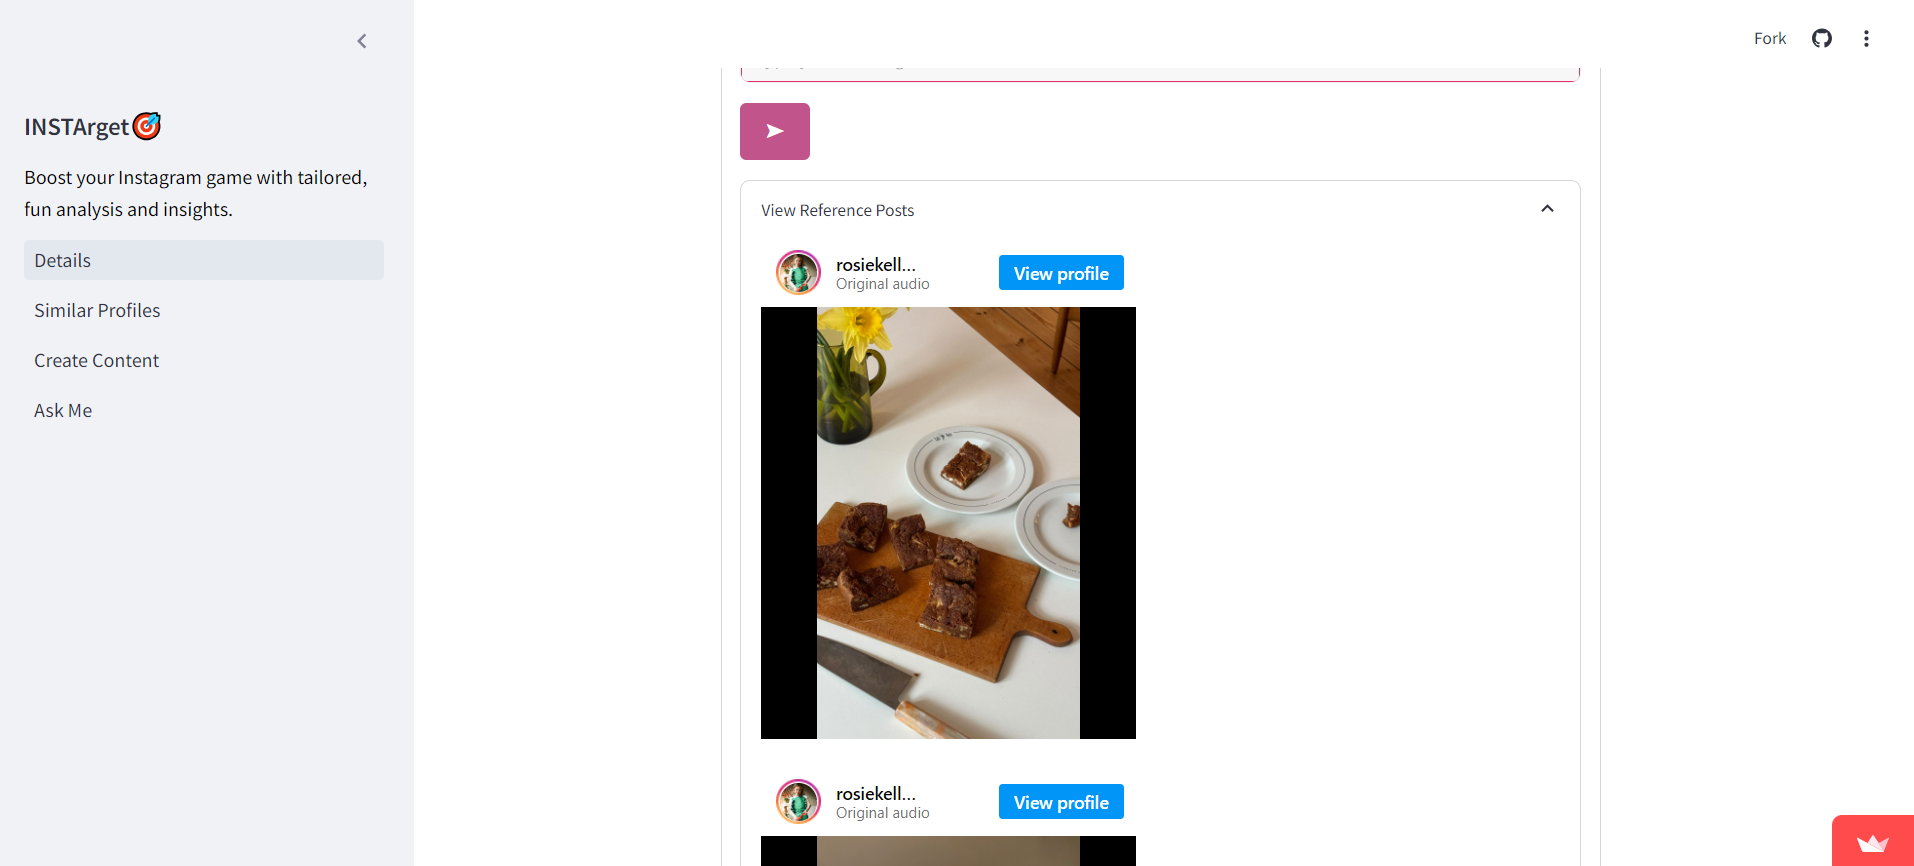 Fork
INSTArget
Boost your Instagram game with tailored,
fun analysis and insights.
Details
Similar Profiles
Create Content
Ask Me
View Reference Posts
rosiekell...
Original audio
View profile
rosiekell...
Original audio
View profile